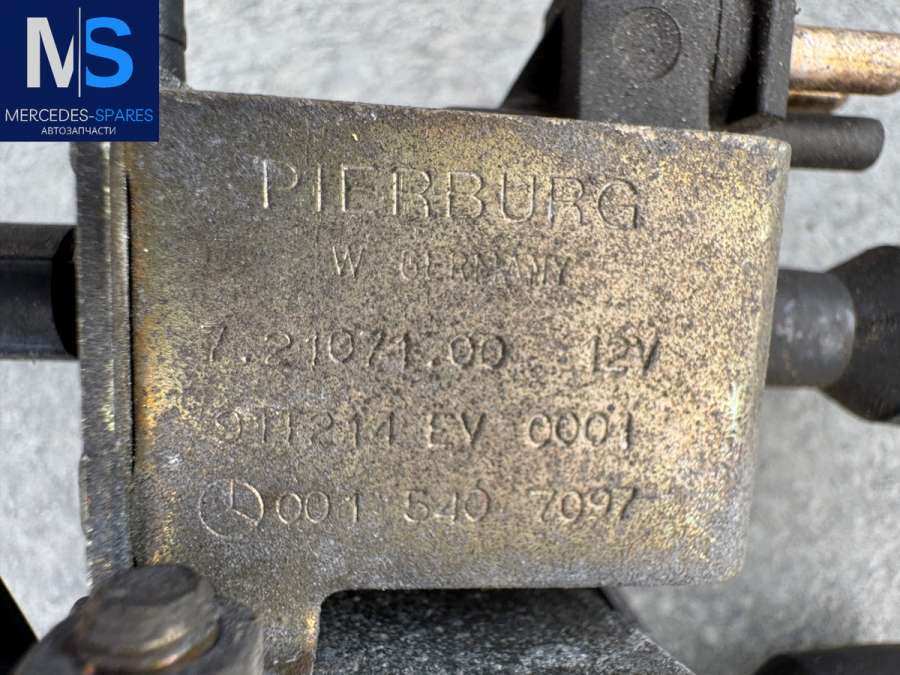 MS
MERCEDES-SPARES
АВТОЗАПЧАСТИ
PIERBURG
W GERMANY
7.21071.00 12V
911214 EV 0001
001 540 7097